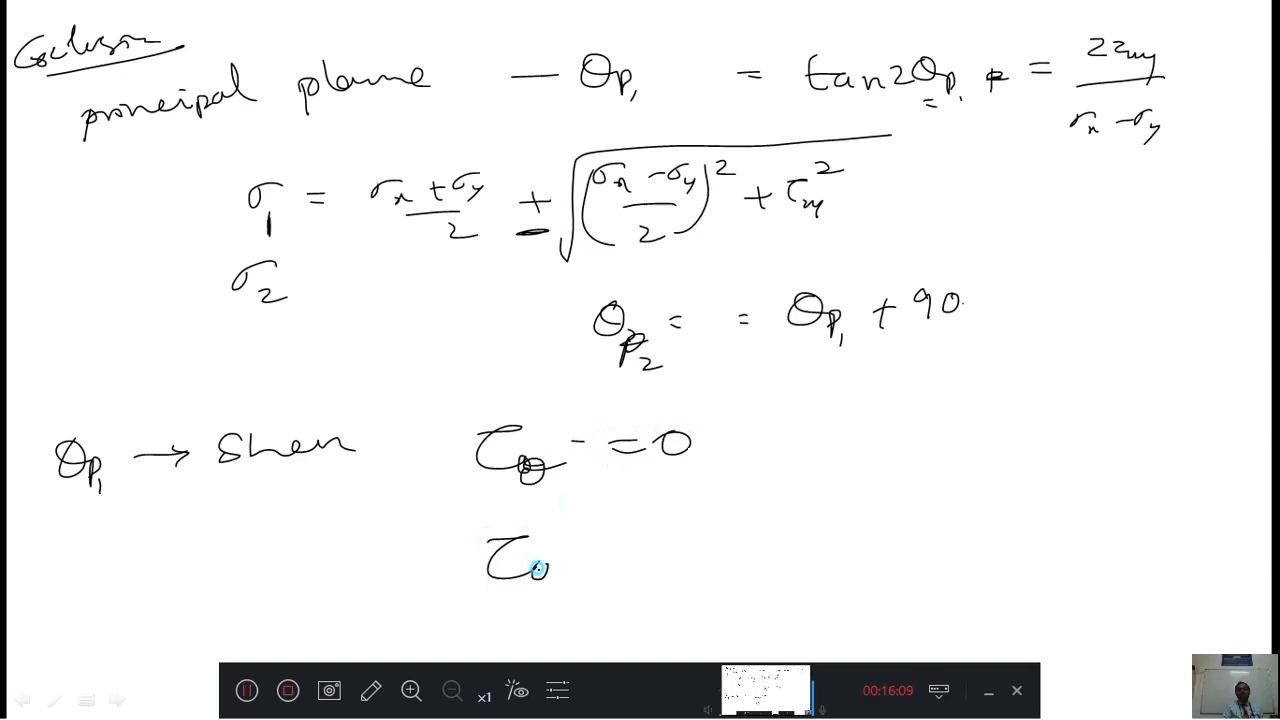 Conclusion
principal plane — θp₁ = tan2θp₁ = 2τxy / σx − σy
σ₁ = σx + σy / 2 ± √((σx − σy / 2)² + τxy²)
σ₂
θp₂ = = θp₁ + 90
θp₁ → Shear τθ - = 0
τθ
x1
00:16:09